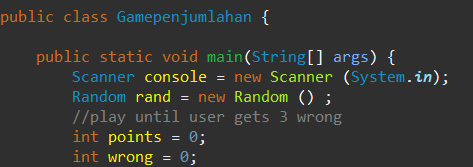 public class Gamepenjumlahan {
public static void main(String[] args) {
Scanner console = new Scanner (System.in);
Random rand = new Random () ;
//play until user gets 3 wrong
int points = 0;
int wrong = 0;